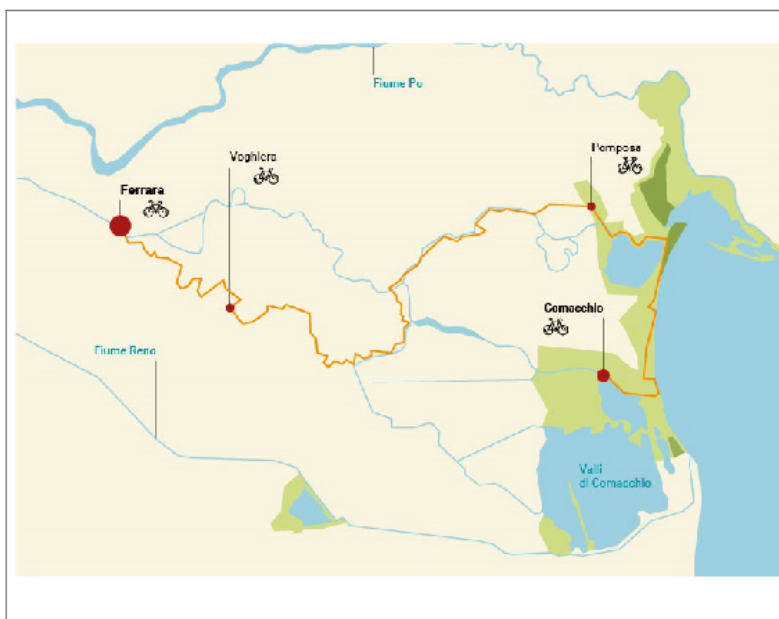 Fiume Po
Voghiera
Pomposa
Ferrara
Comacchio
Fiume Reno
Valli
di Comacchio